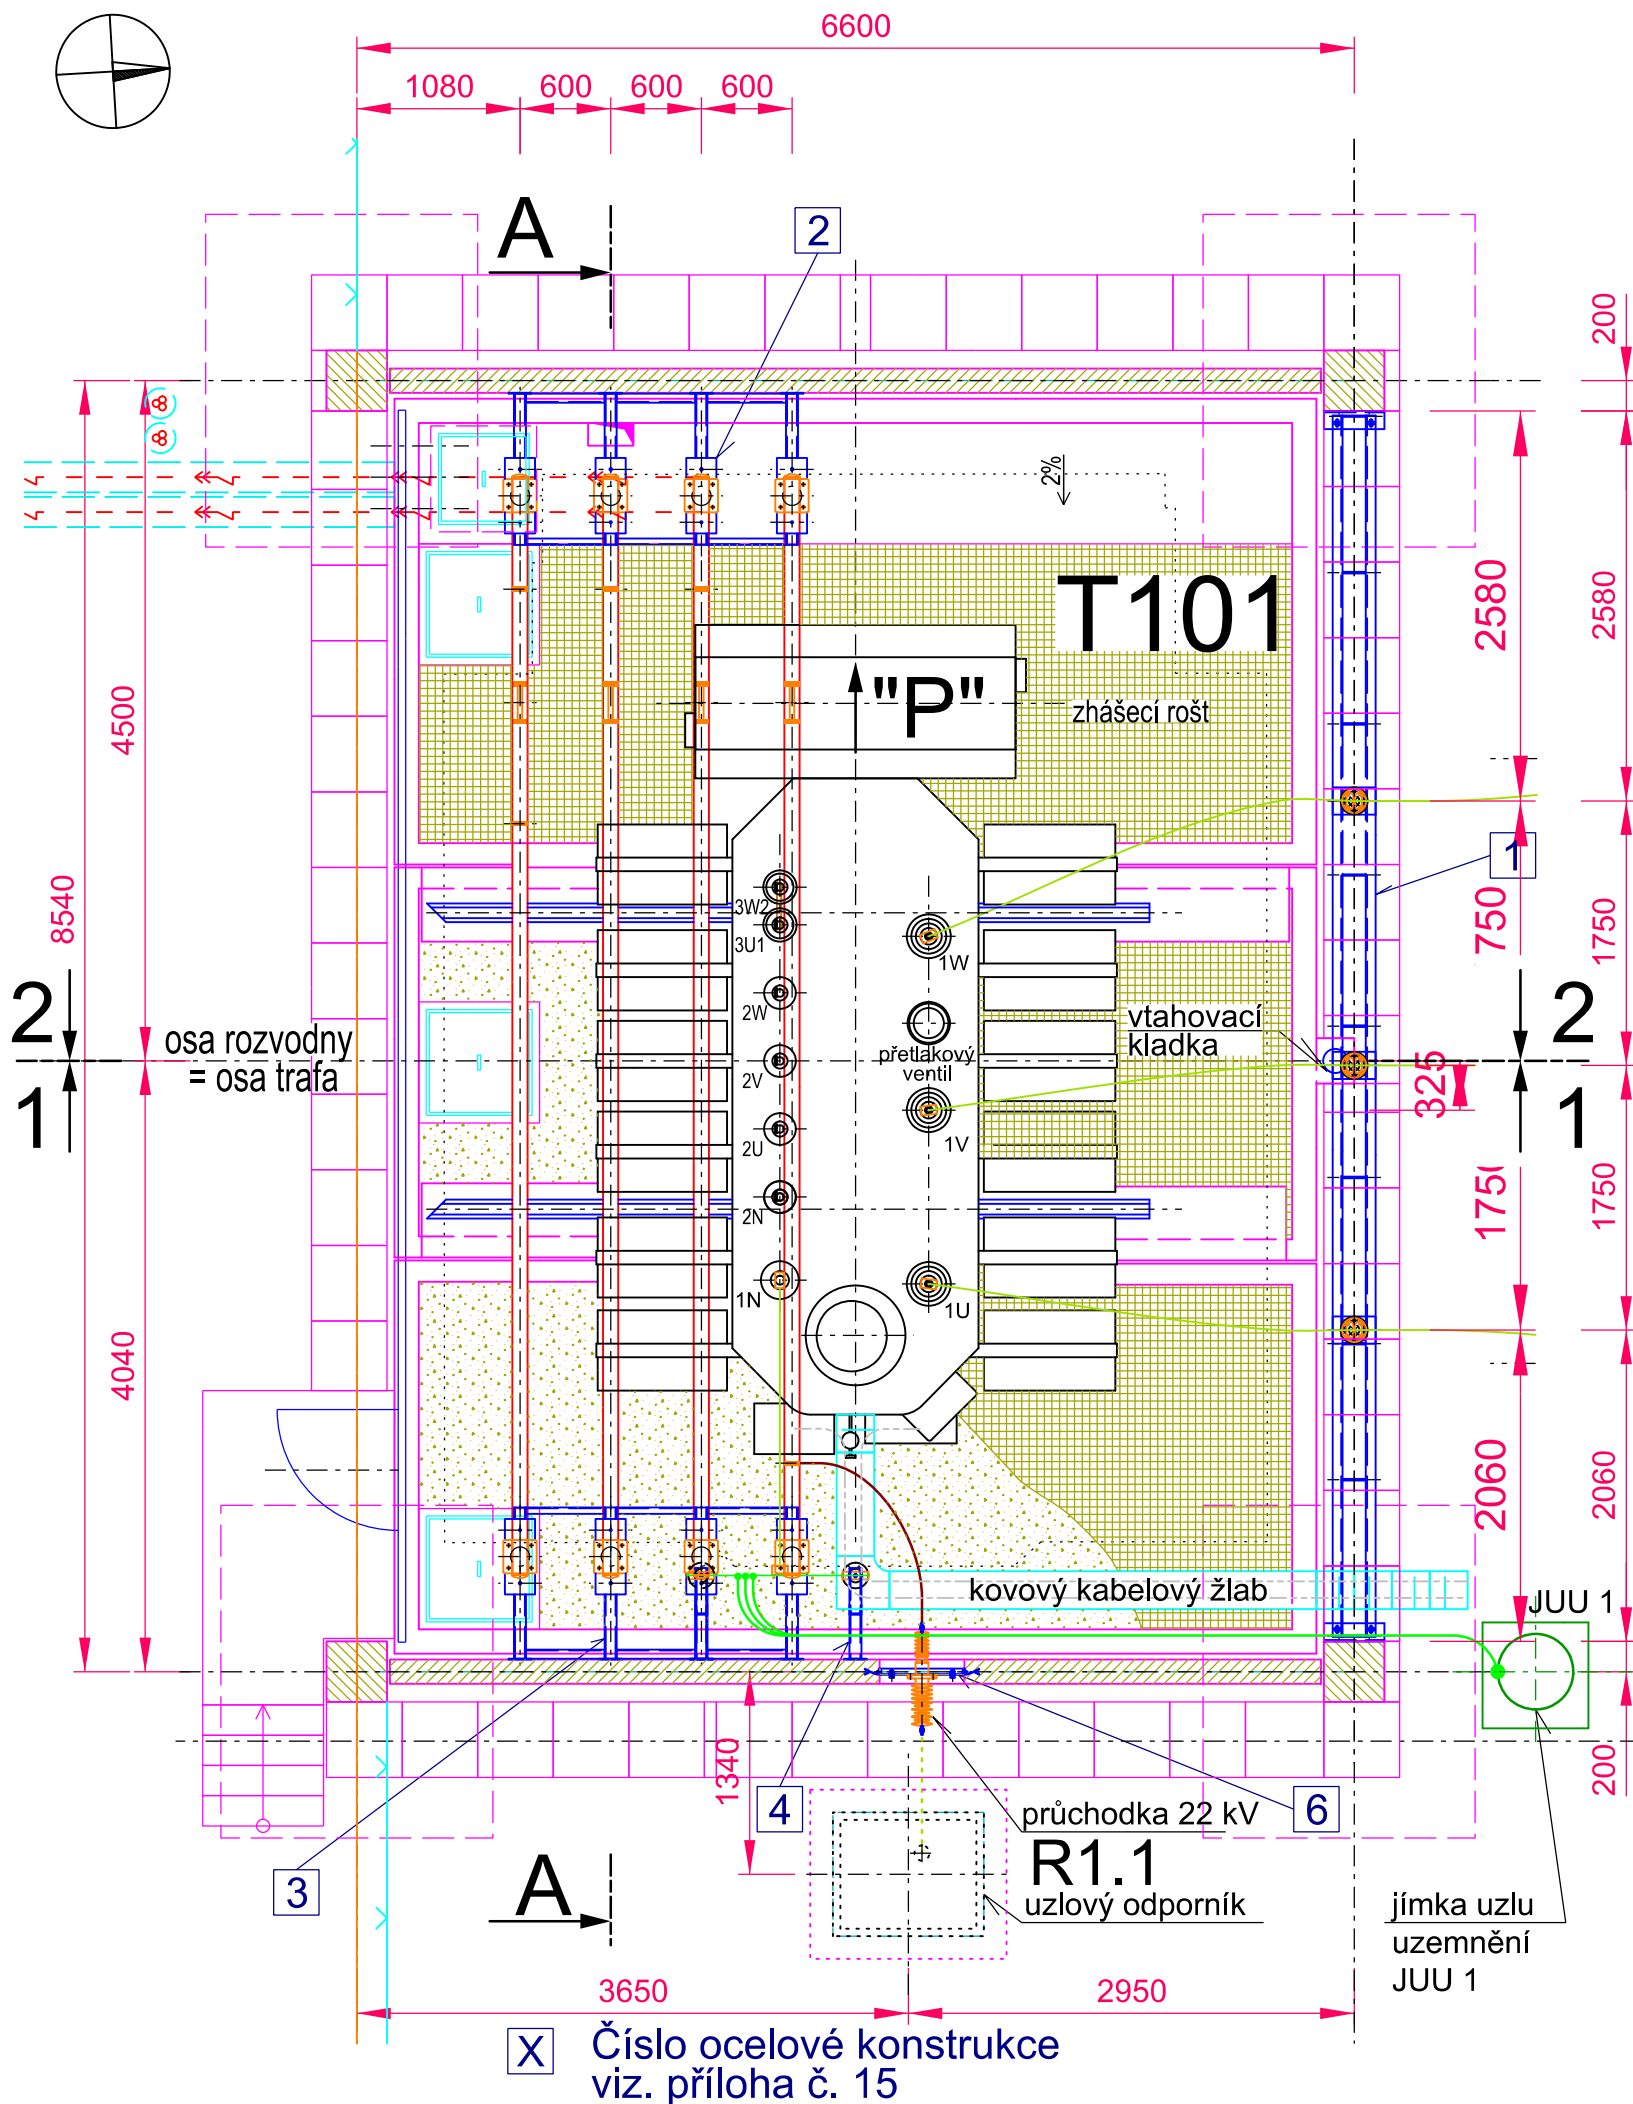 6600
1080
600
600
600
A
2
200
2%
T101
2580
2580
"P"
zhášecí rošt
4500
8540
1
3W2
3U1
1W
750
1750
2W
2
2
osa rozvodny
= osa trafa
vtahovací
kladka
přetlakový
ventil
2V
325
1
1
2U
1V
1750
1750
2N
1N
1U
4040
2060
2060
kovový kabelový žlab
JUU 1
1340
200
4
6
průchodka 22 kV
R1.1
uzlový odporník
3
A
jímka uzlu
uzemnění
JUU 1
3650
2950
X
Číslo ocelové konstrukce
viz. příloha č. 15